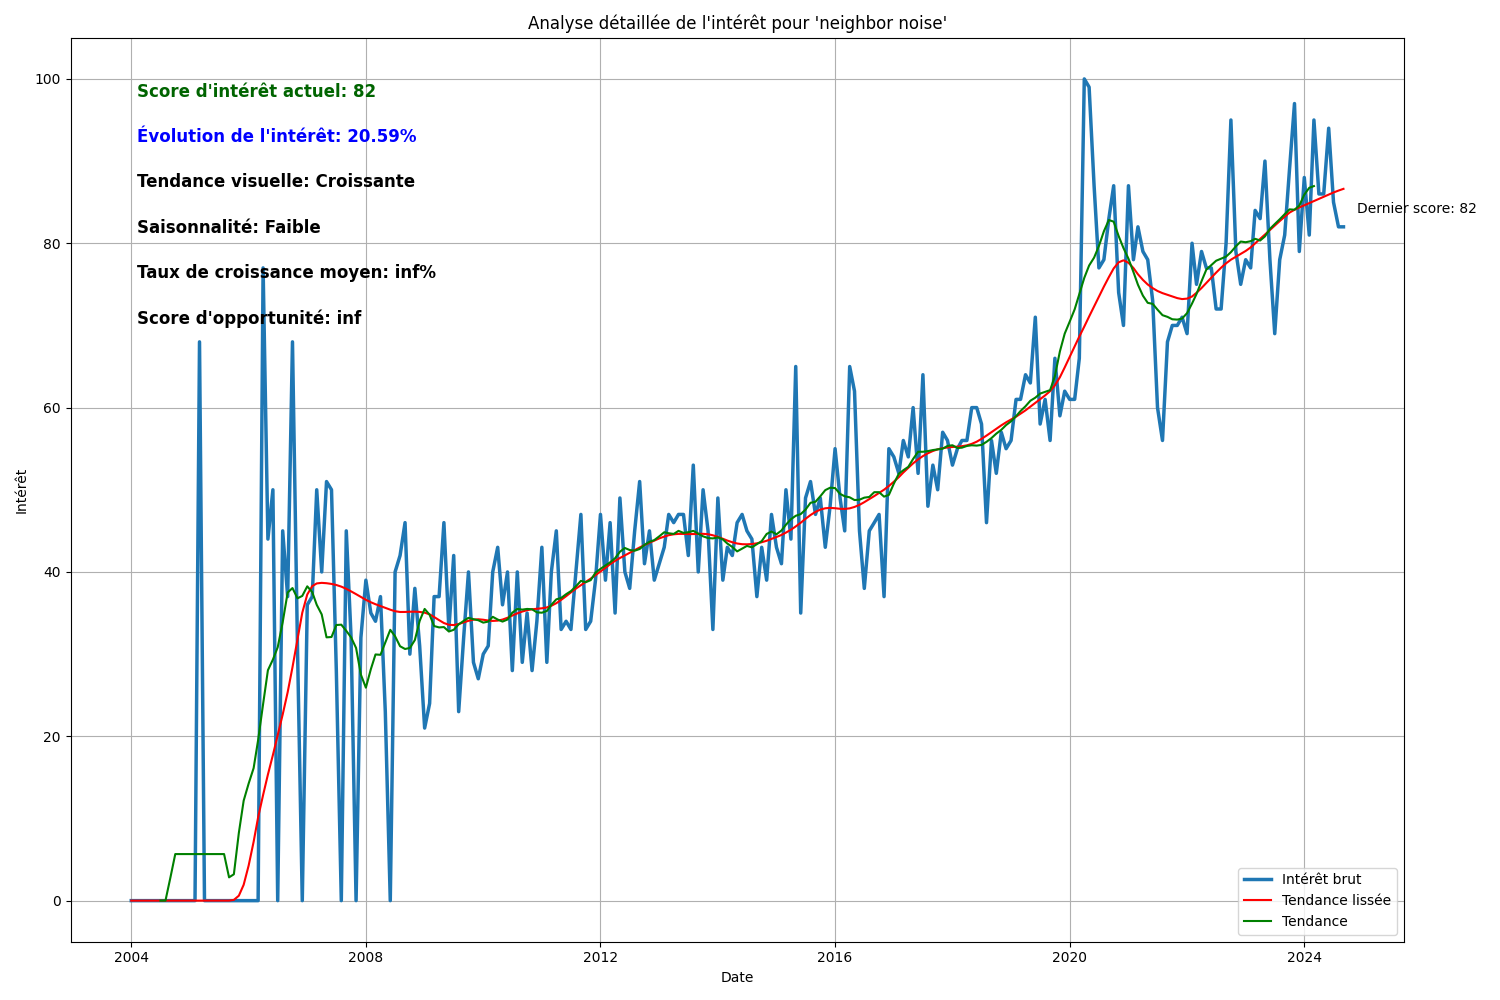 Analyse détaillée de l'intérêt pour 'neighbor noise'
100
80
60
40
20
0
Intérêt
Score d'intérêt actuel: 82
Évolution de l'intérêt: 20.59%
Tendance visuelle: Croissante
Saisonnalité: Faible
Taux de croissance moyen: inf%
Score d'opportunité: inf
Dernier score: 82
Intérêt brut
Tendance lissée
Tendance
2004 2008 2012 2016 2020 2024
Date